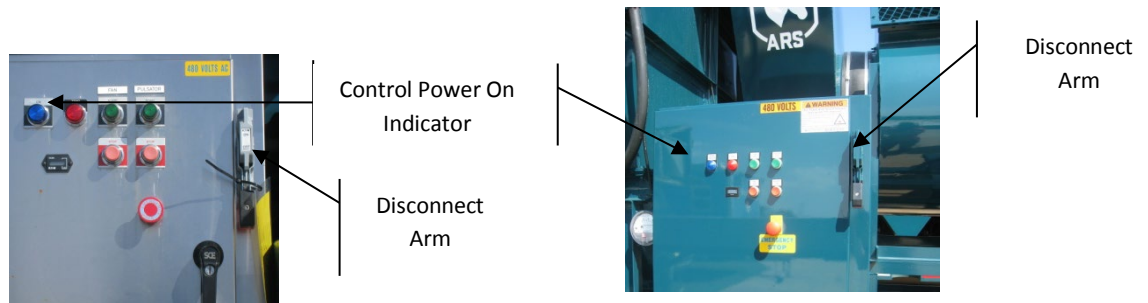 480 VOLTS AC
FAN
PULSATOR
SCE
Control Power On
Indicator
Disconnect
Arm
ARS
480 VOLTS
WARNING
EMERGENCY
STOP
Disconnect
Arm